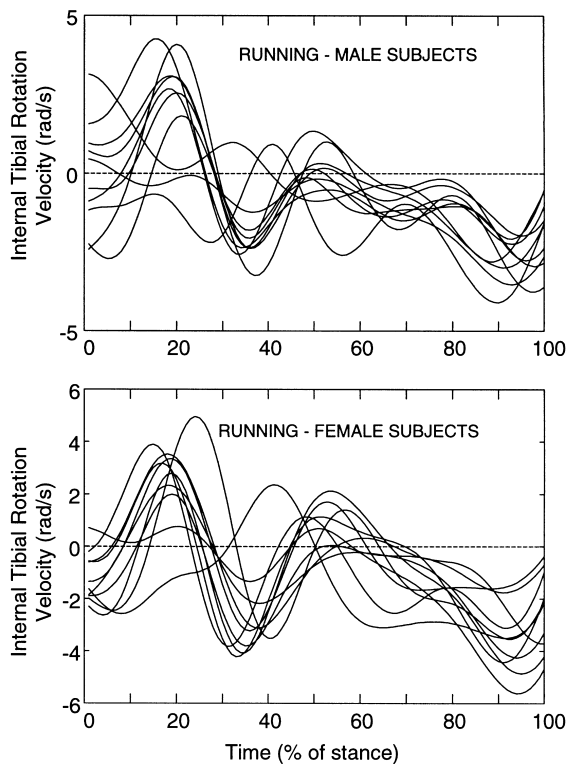 RUNNING - MALE SUBJECTS
Internal Tibial Rotation
Velocity (rad/s)
5
0
-5
0 20 40 60 80 100
RUNNING - FEMALE SUBJECTS
Internal Tibial Rotation
Velocity (rad/s)
6
4
2
0
-2
-4
-6
0 20 40 60 80 100
Time (% of stance)